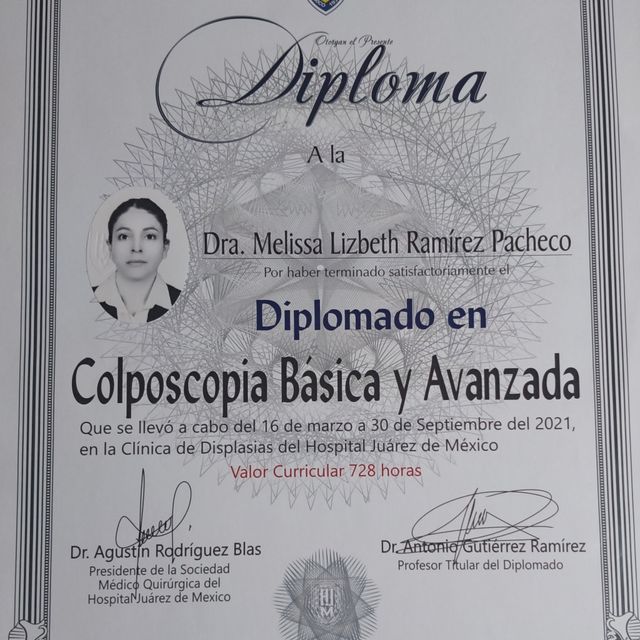 Otorgan el Presente
Diploma
A la
Dra. Melissa Lizbeth Ramírez Pacheco
Por haber terminado satisfactoriamente el
Diplomado en
Colposcopia Básica y Avanzada
Que se llevó a cabo del 16 de marzo a 30 de Septiembre del 2021,
en la Clínica de Displasias del Hospital Juárez de México
Valor Curricular 728 horas
Dr. Agustín Rodríguez Blas
Presidente de la Sociedad
Médico Quirúrgica del
Hospital Juárez de Mexico
Dr. Antonio Gutiérrez Ramírez
Profesor Titular del Diplomado